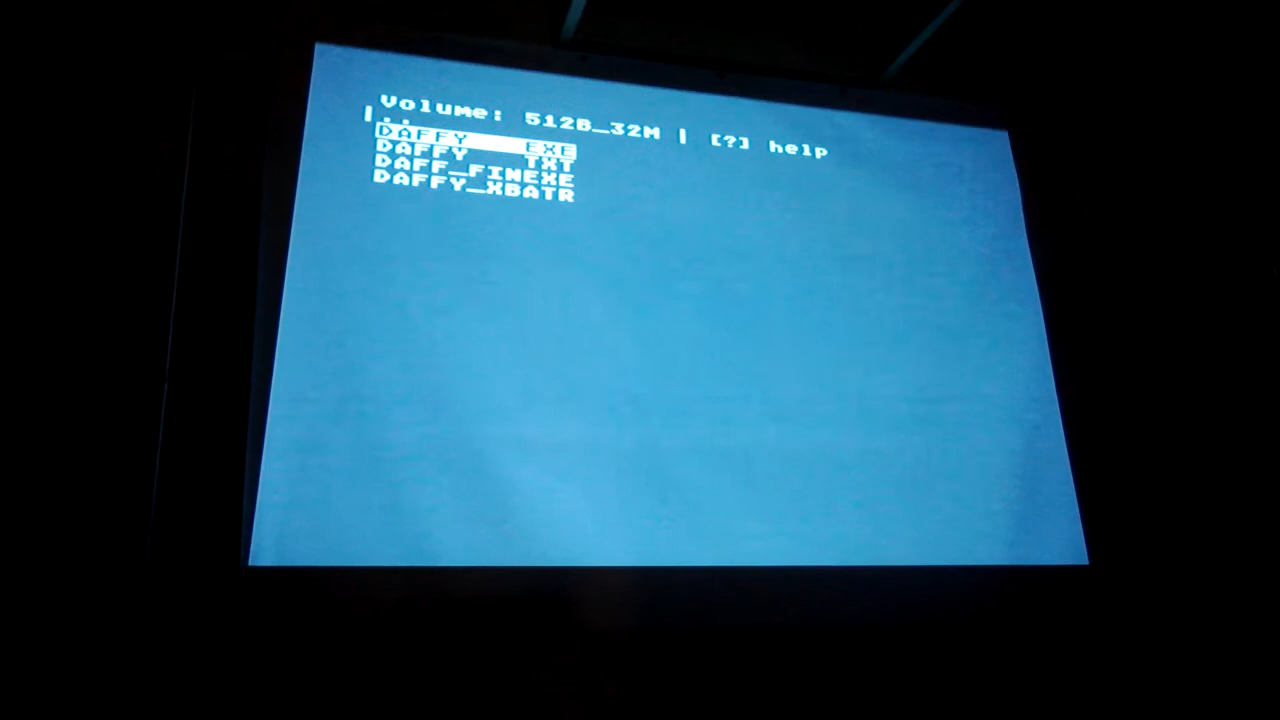 Volume: 512B_32M | [?] help
|..
DAFFY    EXE
DAFFY    TXT
DAFF_FINEXE
DAFFY_XBATR